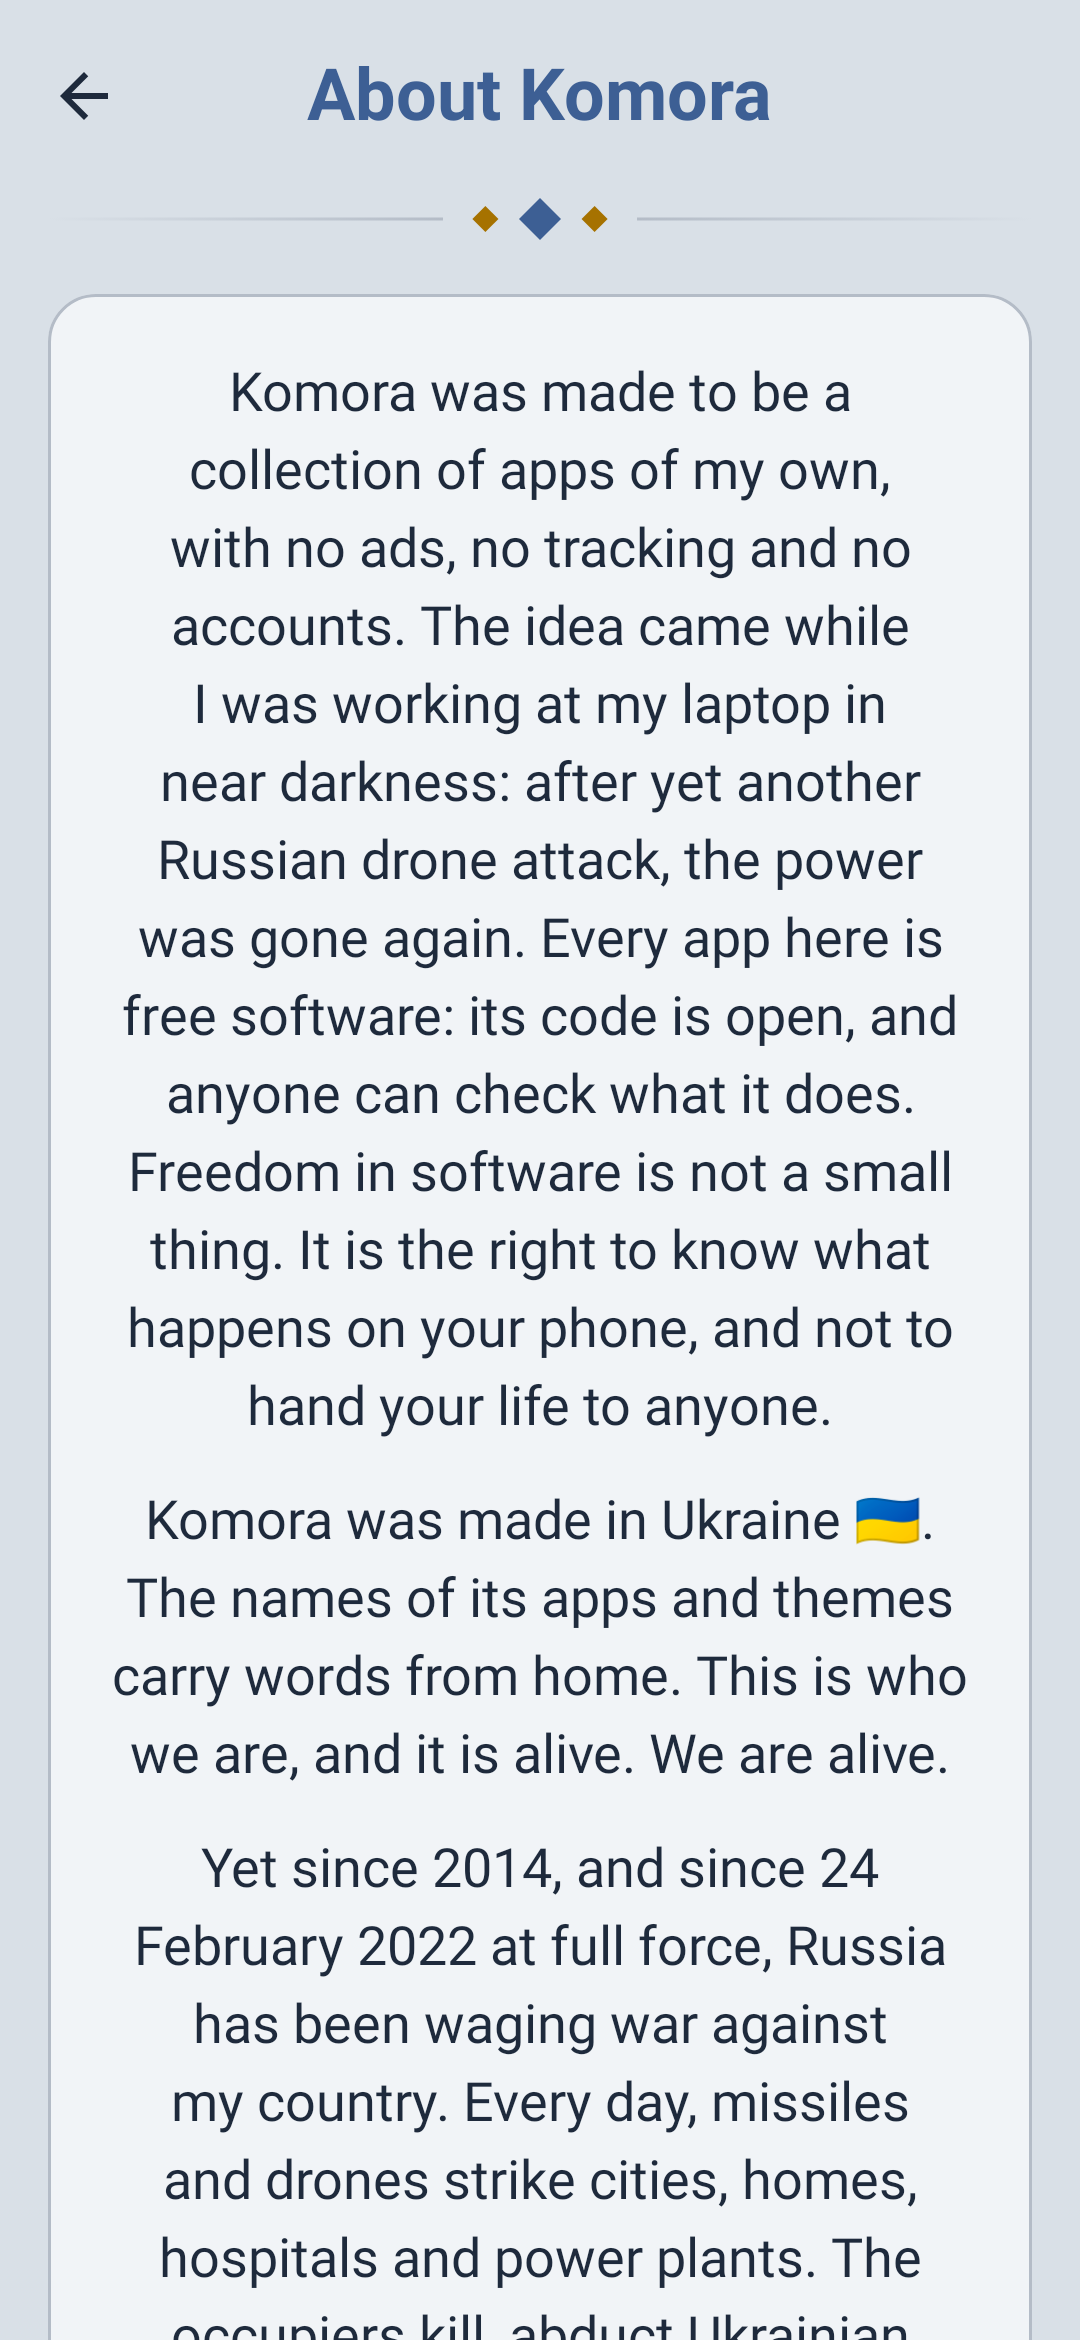 About Komora
Komora was made to be a
collection of apps of my own,
with no ads, no tracking and no
accounts. The idea came while
I was working at my laptop in
near darkness: after yet another
Russian drone attack, the power
was gone again. Every app here is
free software: its code is open, and
anyone can check what it does.
Freedom in software is not a small
thing. It is the right to know what
happens on your phone, and not to
hand your life to anyone.
Komora was made in Ukraine 🇺🇦.
The names of its apps and themes
carry words from home. This is who
we are, and it is alive. We are alive.
Yet since 2014, and since 24
February 2022 at full force, Russia
has been waging war against
my country. Every day, missiles
and drones strike cities, homes,
hospitals and power plants. The
occupiers kill, abduct Ukrainian